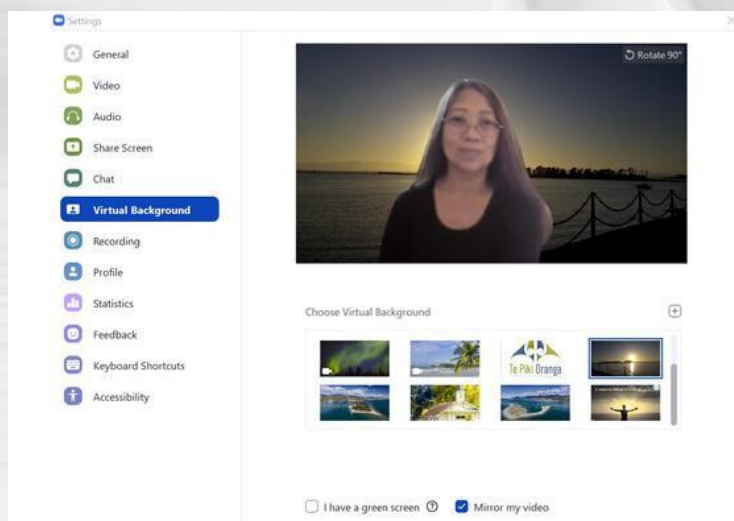 Settings
General
Rotate 90°
Video
Audio
Share Screen
Chat
Virtual Background
Recording
Profile
Statistics
Choose Virtual Background
Feedback
Te Piki Oranga
Keyboard Shortcuts
Accessibility
I have a green screen
Mirror my video